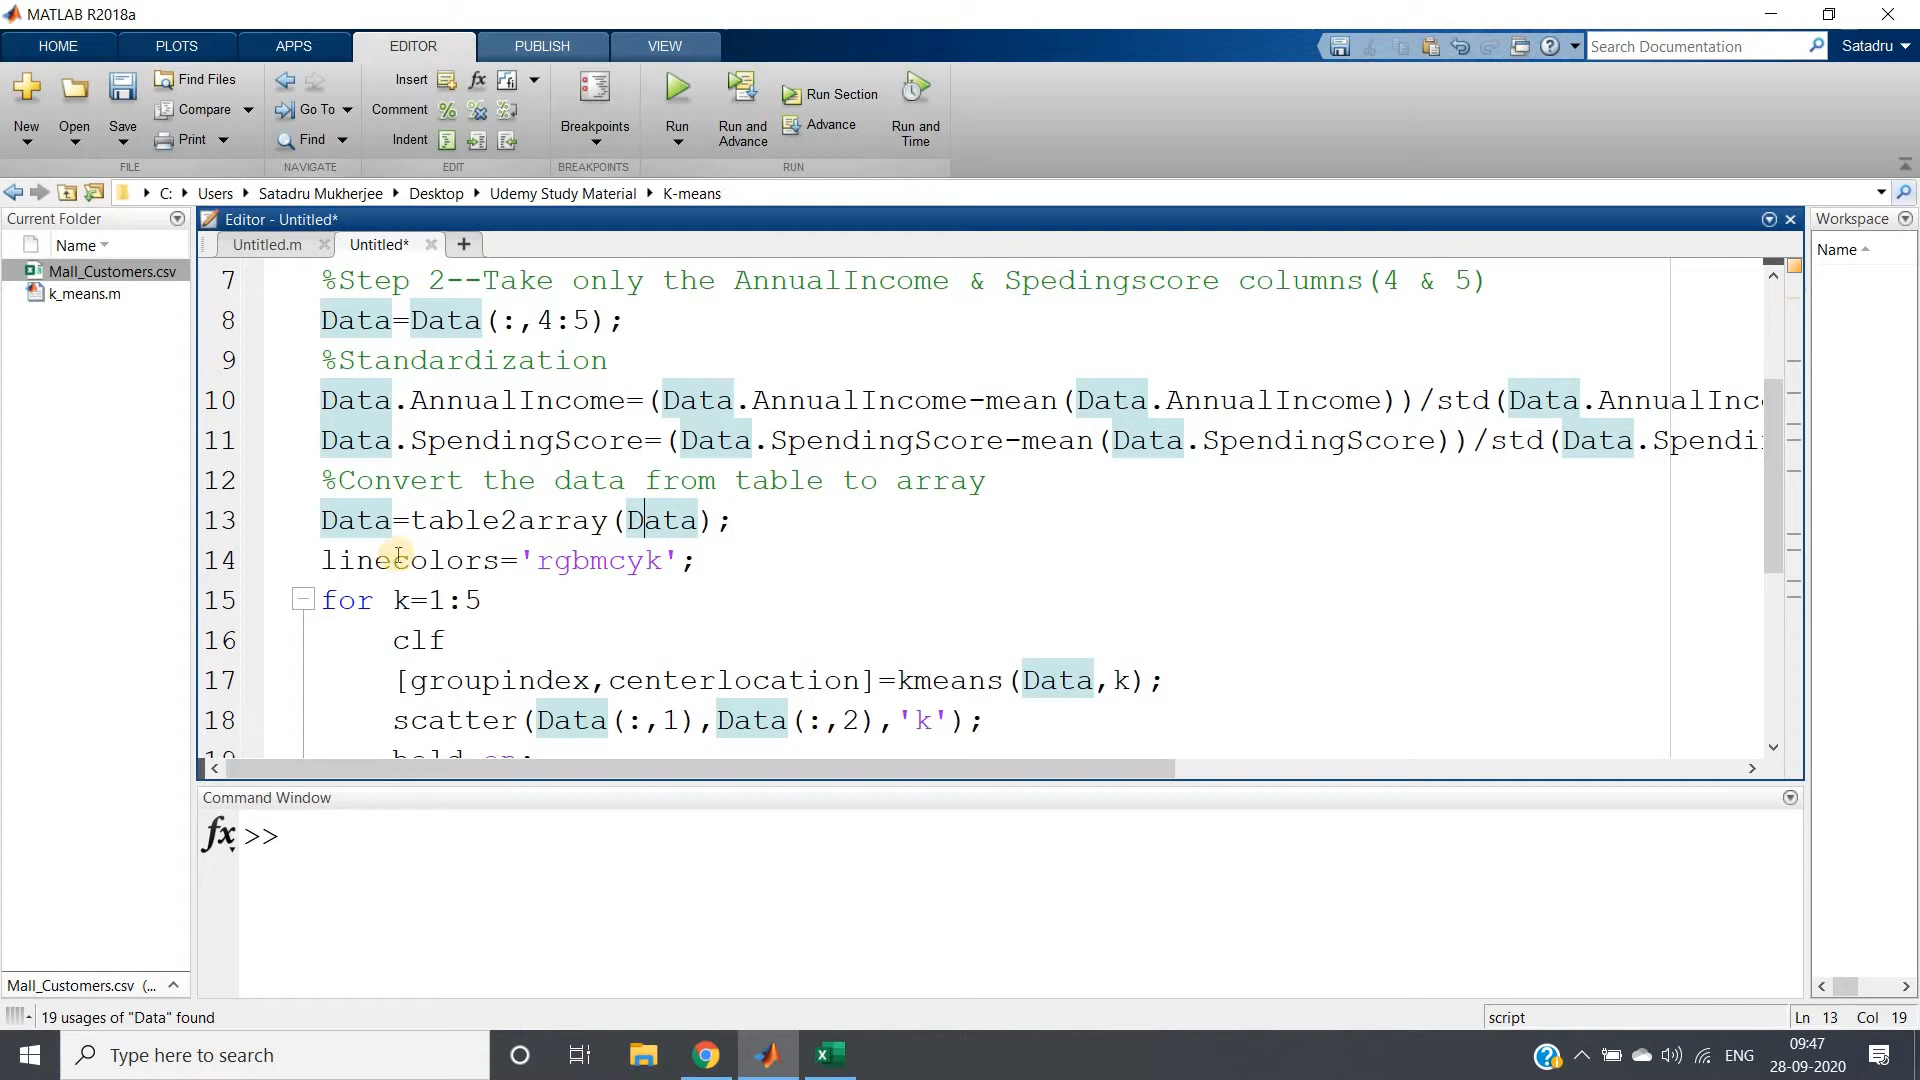 MATLAB R2018a
HOME PLOTS APPS EDITOR PUBLISH VIEW
Search Documentation
Satadru
New
Open
Save
Find Files
Compare
Print
FILE
Go To
Find
NAVIGATE
Insert
Comment
Indent
EDIT
Breakpoints
BREAKPOINTS
Run
Run and Advance
Run Section
Advance
Run and Time
RUN
C: Users Satadru Mukherjee Desktop Udemy Study Material K-means
Current Folder
Name
Mall_Customers.csv
k_means.m
Mall_Customers.csv (...
Editor - Untitled*
Untitled.m Untitled* +
7 %Step 2--Take only the AnnualIncome & Spedingscore columns(4 & 5)
8 Data=Data(:,4:5);
9 %Standardization
10 Data.AnnualIncome=(Data.AnnualIncome-mean(Data.AnnualIncome))/std(Data.AnnualInc
11 Data.SpendingScore=(Data.SpendingScore-mean(Data.SpendingScore))/std(Data.Spendi
12 %Convert the data from table to array
13 Data=table2array(Data);
14 linecolors='rgbmcyk';
15 for k=1:5
16 clf
17 [groupindex,centerlocation]=kmeans(Data,k);
18 scatter(Data(:,1),Data(:,2),'k');
Command Window
fx >>
Workspace
Name
19 usages of "Data" found
script
Ln 13 Col 19
Type here to search
ENG
09:47
28-09-2020